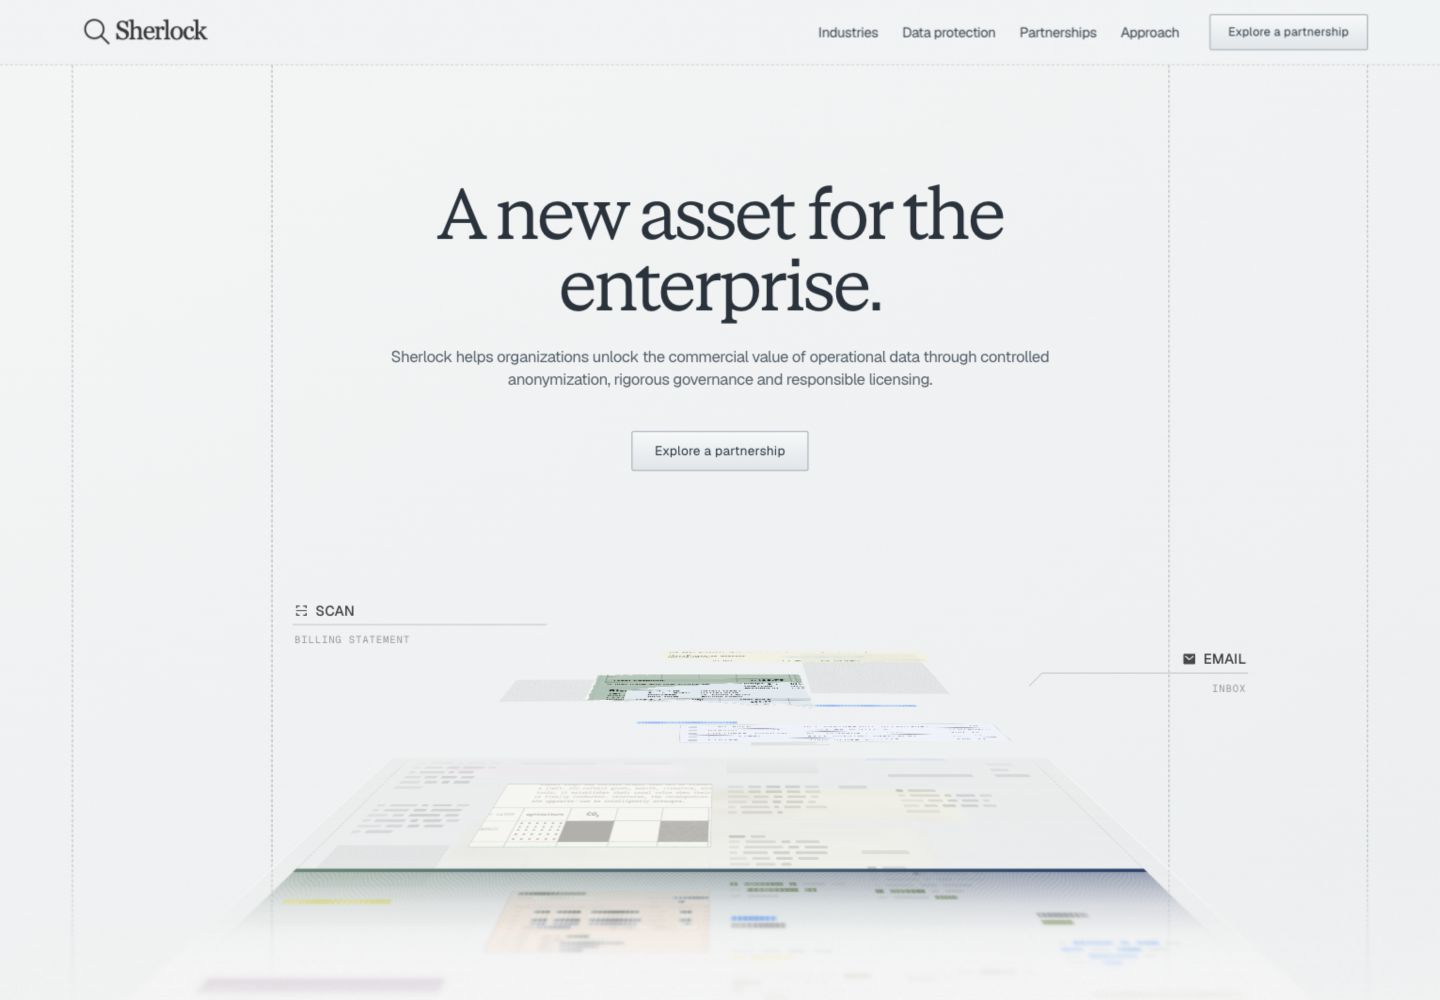 Sherlock
Industries
Data protection
Partnerships
Approach
Explore a partnership
A new asset for the
enterprise.
Sherlock helps organizations unlock the commercial value of operational data through controlled
anonymization, rigorous governance and responsible licensing.
Explore a partnership
SCAN
BILLING STATEMENT
EMAIL
INBOX